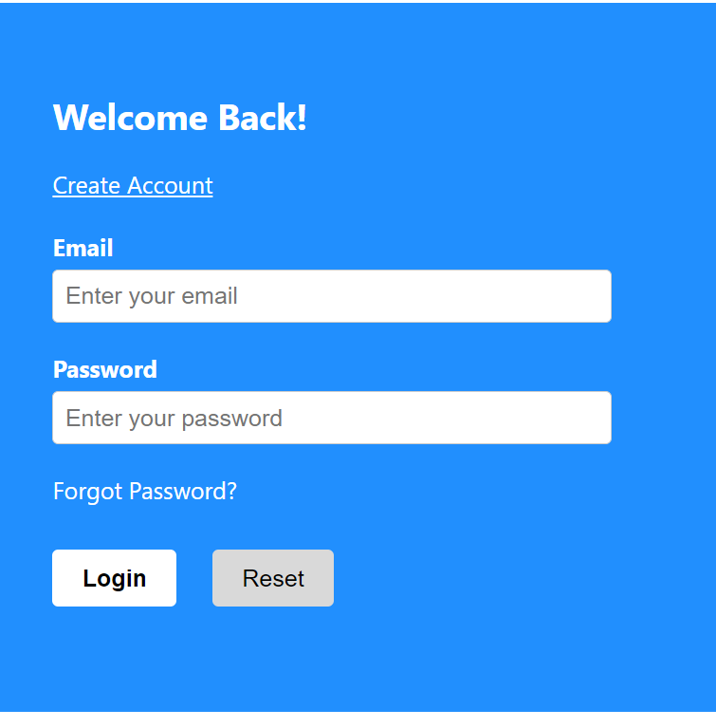 Welcome Back!
Create Account
Email
Enter your email
Password
Enter your password
Forgot Password?
Login Reset